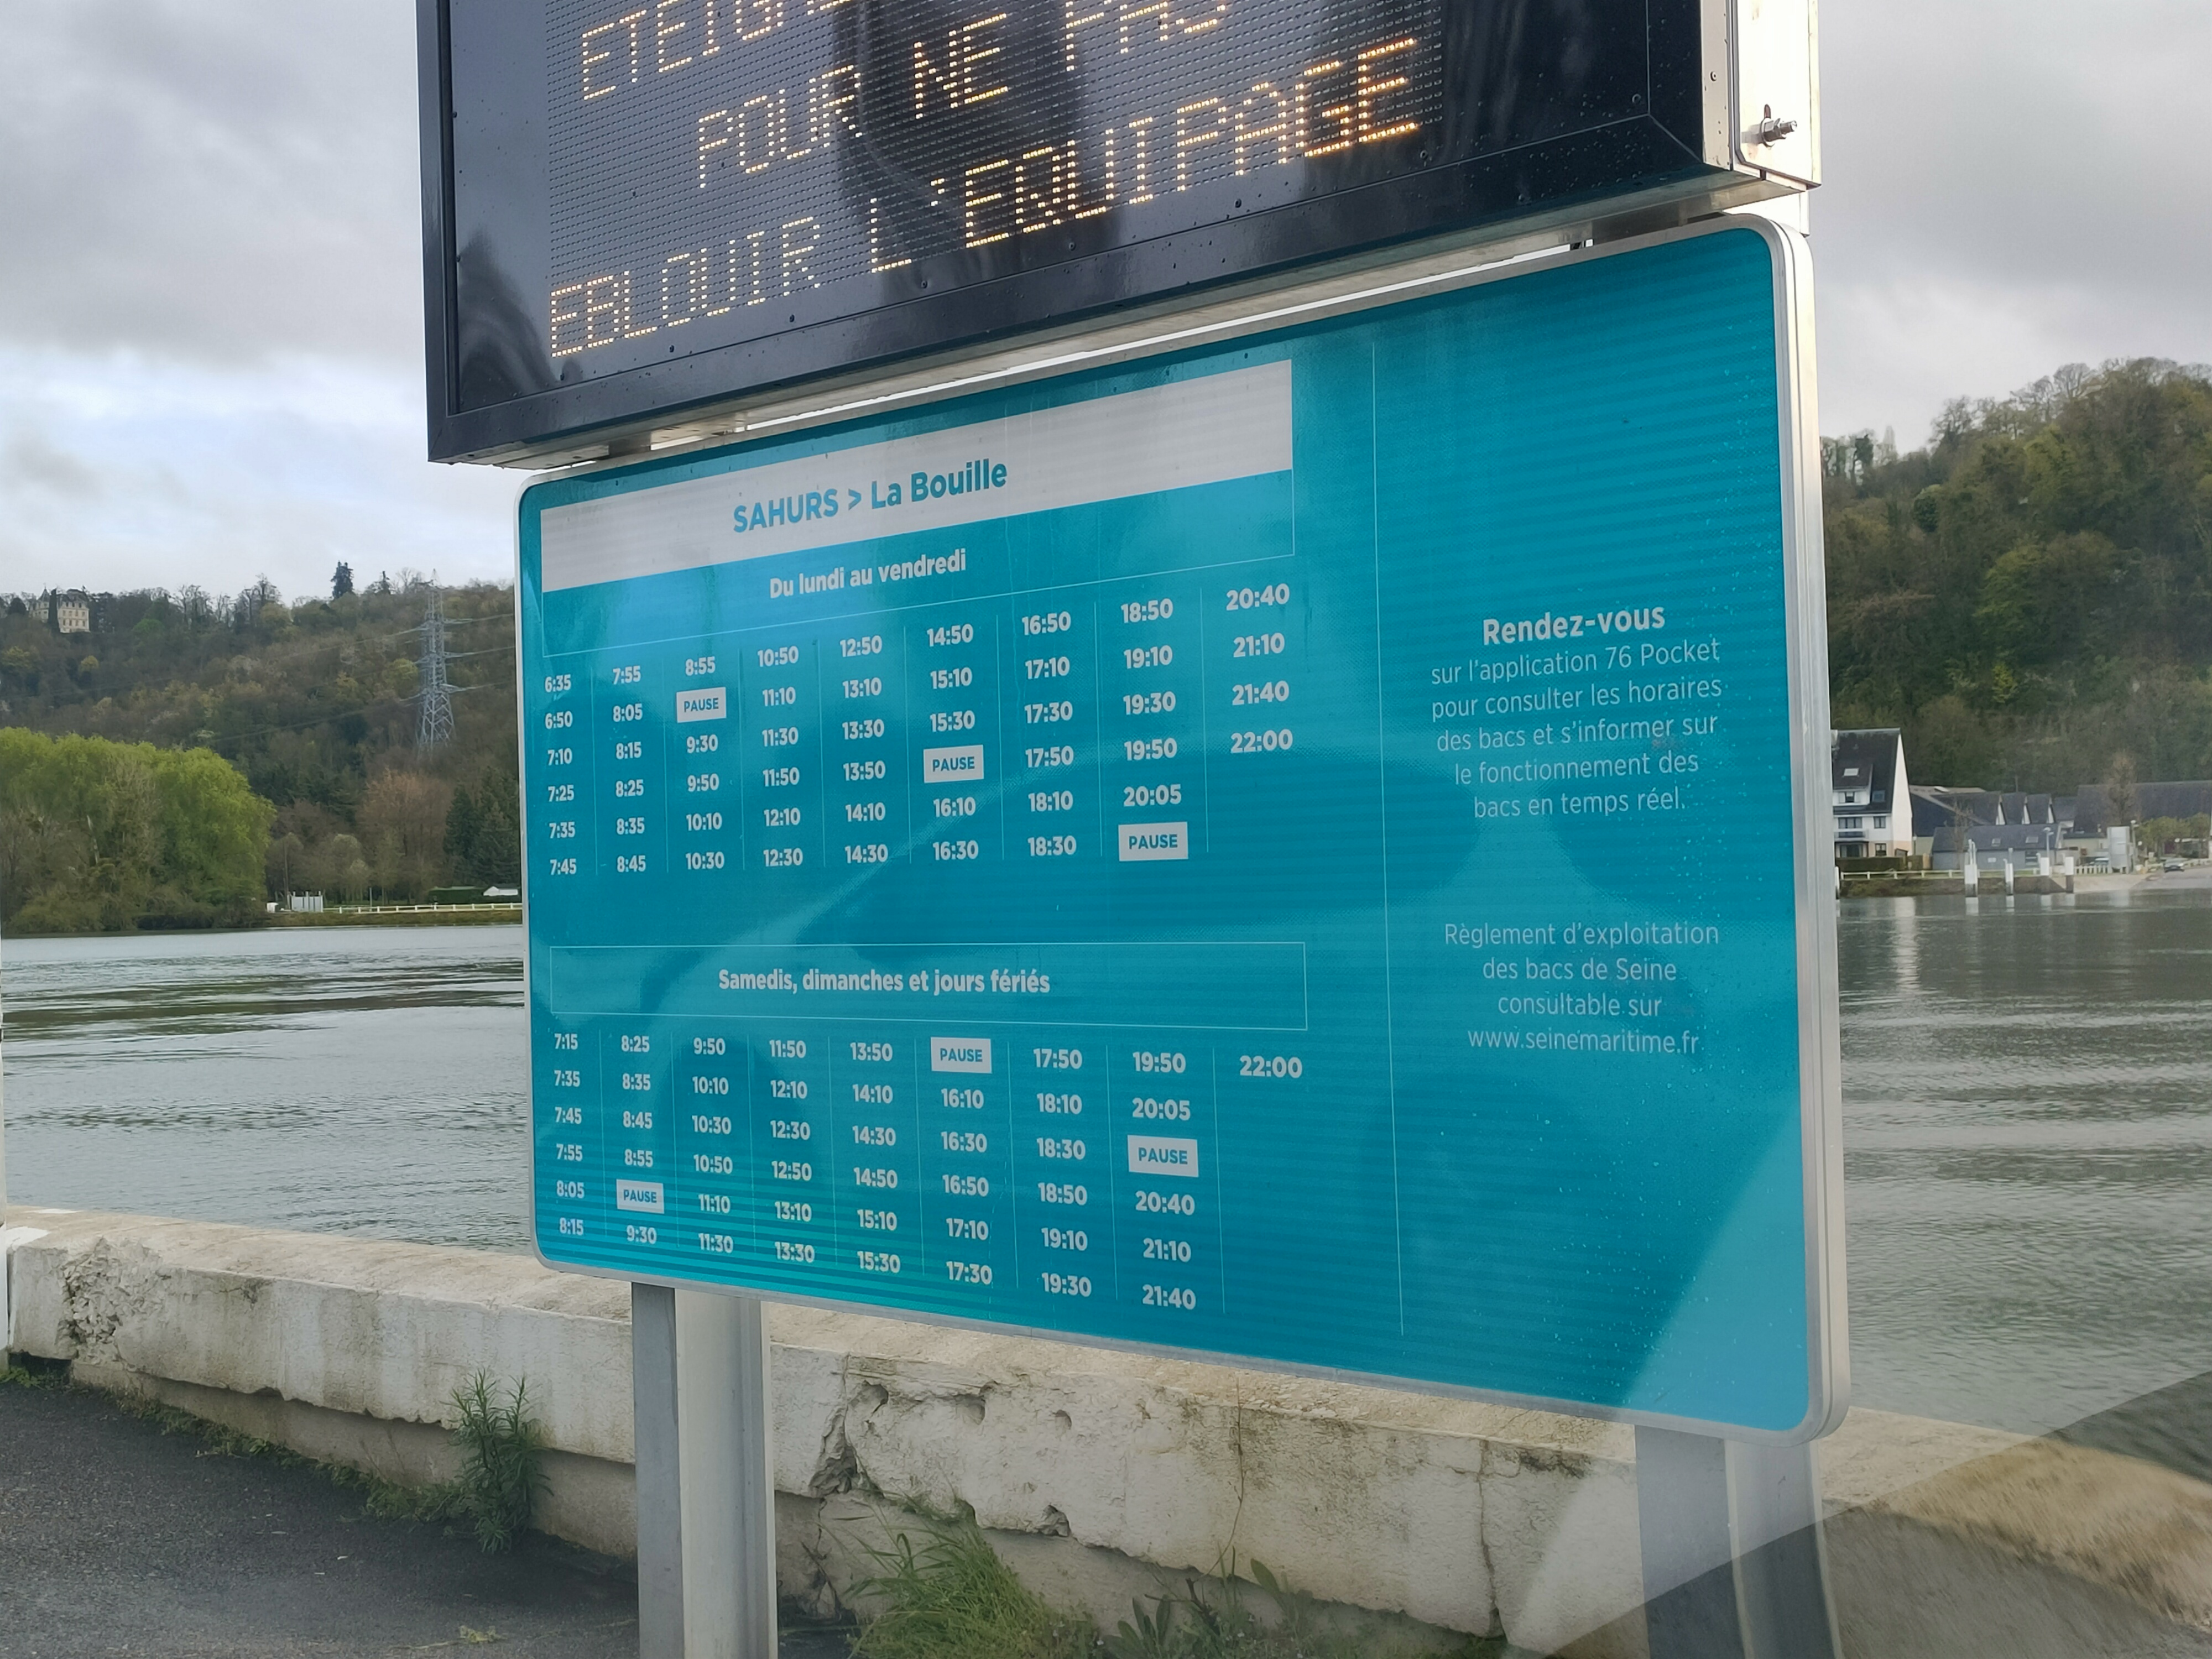 POUR NE PAS
EBLOUIR L'EQUIPAGE
SAHURS > La Bouille
Du lundi au vendredi
6:35 7:55 8:55 10:50 12:50 14:50 16:50 18:50 20:40
6:50 8:05 PAUSE 11:10 13:10 15:10 17:10 19:10 21:10
7:10 8:15 9:30 11:30 13:30 15:30 17:30 19:30 21:40
7:25 8:25 9:50 11:50 13:50 PAUSE 17:50 19:50 22:00
7:35 8:35 10:10 12:10 14:10 16:10 18:10 20:05
7:45 8:45 10:30 12:30 14:30 16:30 18:30 PAUSE
Samedis, dimanches et jours fériés
7:15 8:25 9:50 11:50 13:50 PAUSE 17:50 19:50 22:00
7:35 8:35 10:10 12:10 14:10 16:10 18:10 20:05
7:45 8:45 10:30 12:30 14:30 16:30 18:30 PAUSE
7:55 8:55 10:50 12:50 14:50 16:50 18:50 20:40
8:05 PAUSE 11:10 13:10 15:10 17:10 19:10 21:10
8:15 9:30 11:30 13:30 15:30 17:30 19:30 21:40
Rendez-vous
sur l'application 76 Pocket
pour consulter les horaires
des bacs et s'informer sur
le fonctionnement des
bacs en temps réel.
Règlement d'exploitation
des bacs de Seine
consultable sur
www.seinemaritime.fr